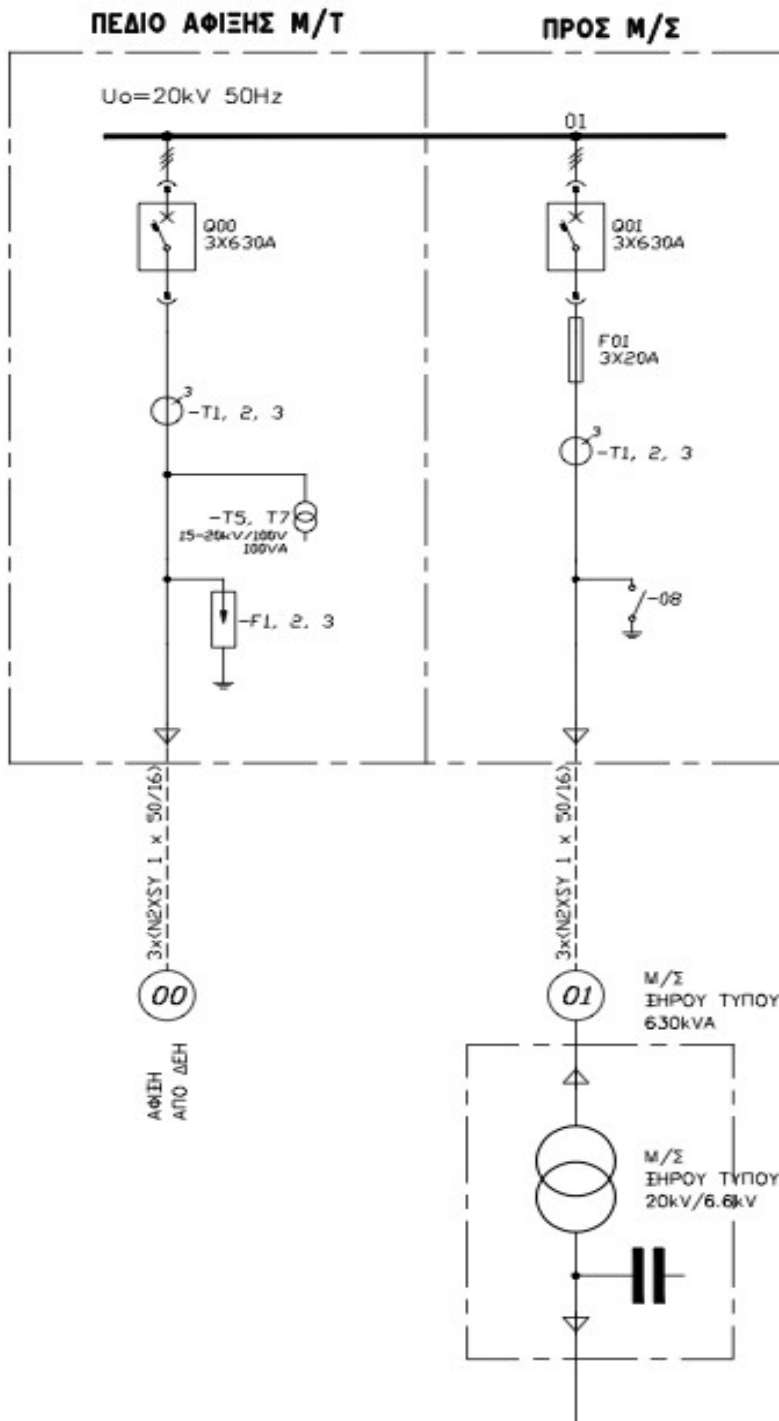 ΠΕΔΙΟ ΑΦΙΞΗΣ Μ/Τ
ΠΡΟΣ Μ/Σ
Uo=20kV 50Hz
01
Q00
3X630A
Q01
3X630A
F01
3X20A
3
-T1, 2, 3
3
-T1, 2, 3
-T5, T7
15-20kV/100V
100VA
-F1, 2, 3
-08
3x(N2XSY 1 x 50/16)
3x(N2XSY 1 x 50/16)
00
01
ΑΦΙΞΗ
ΑΠΟ ΔΕΗ
Μ/Σ
ΞΗΡΟΥ ΤΥΠΟΥ
630kVA
Μ/Σ
ΞΗΡΟΥ ΤΥΠΟΥ
20kV/6.6kV